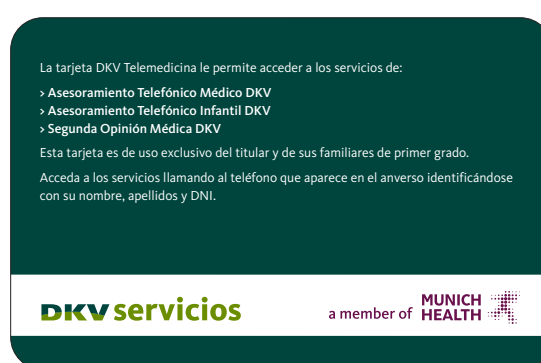 La tarjeta DKV Telemedicina le permite acceder a los servicios de:
> Asesoramiento Telefónico Médico DKV
> Asesoramiento Telefónico Infantil DKV
> Segunda Opinión Médica DKV
Esta tarjeta es de uso exclusivo del titular y de sus familiares de primer grado.
Acceda a los servicios llamando al teléfono que aparece en el anverso identificándose
con su nombre, apellidos y DNI.
DKV servicios
a member of MUNICH HEALTH